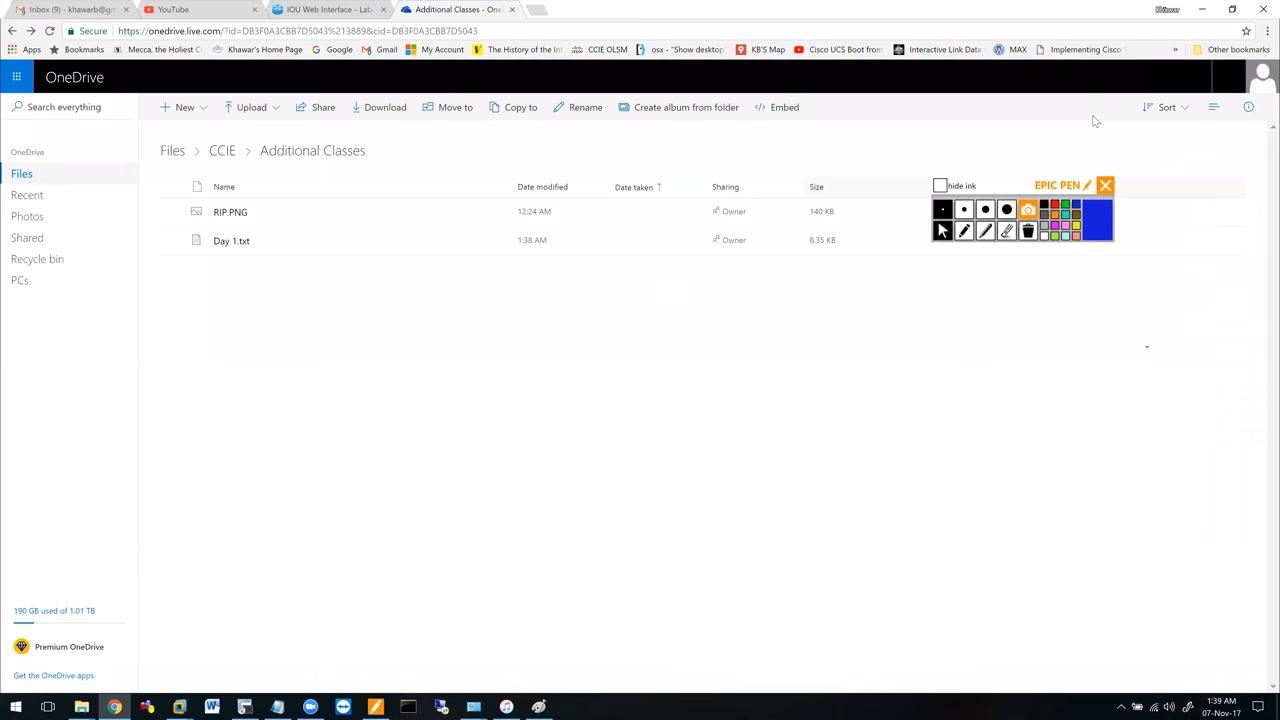 Inbox (9) - khawarb@gm
YouTube
IOU Web Interface - Lab
Additional Classes - On
Secure
https://onedrive.live.com/?id=DB3F0A3CBB7D5043%213889&cid=DB3F0A3CBB7D5043
Apps
Bookmarks
Mecca, the Holiest C
Khawar's Home Page
Google
Gmail
My Account
The History of the Int
CCIE OLSM
osx - "Show desktop
KB'S Map
Cisco UCS Boot from
Interactive Link Data
MAX
Implementing Cisco
»
Other bookmarks
OneDrive
Search everything
New
Upload
Share
Download
Move to
Copy to
Rename
Create album from folder
Embed
Sort
OneDrive
Files
Recent
Photos
Shared
Recycle bin
PCs
Files > CCIE > Additional Classes
Name
Date modified
Date taken ↑
Sharing
Size
RIP.PNG
12:24 AM
Owner
140 KB
Day 1.txt
1:38 AM
Owner
8.35 KB
hide ink
EPIC PEN
190 GB used of 1.01 TB
Premium OneDrive
Get the OneDrive apps
1:39 AM
07-Nov-17